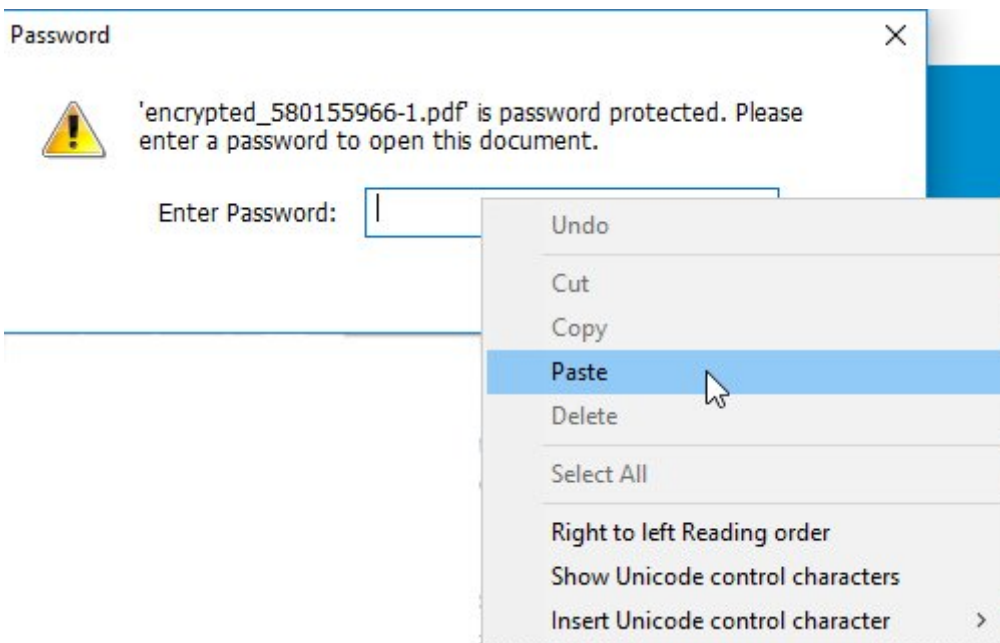 Password
'encrypted_580155966-1.pdf' is password protected. Please
enter a password to open this document.
Enter Password:
Undo
Cut
Copy
Paste
Delete
Select All
Right to left Reading order
Show Unicode control characters
Insert Unicode control character